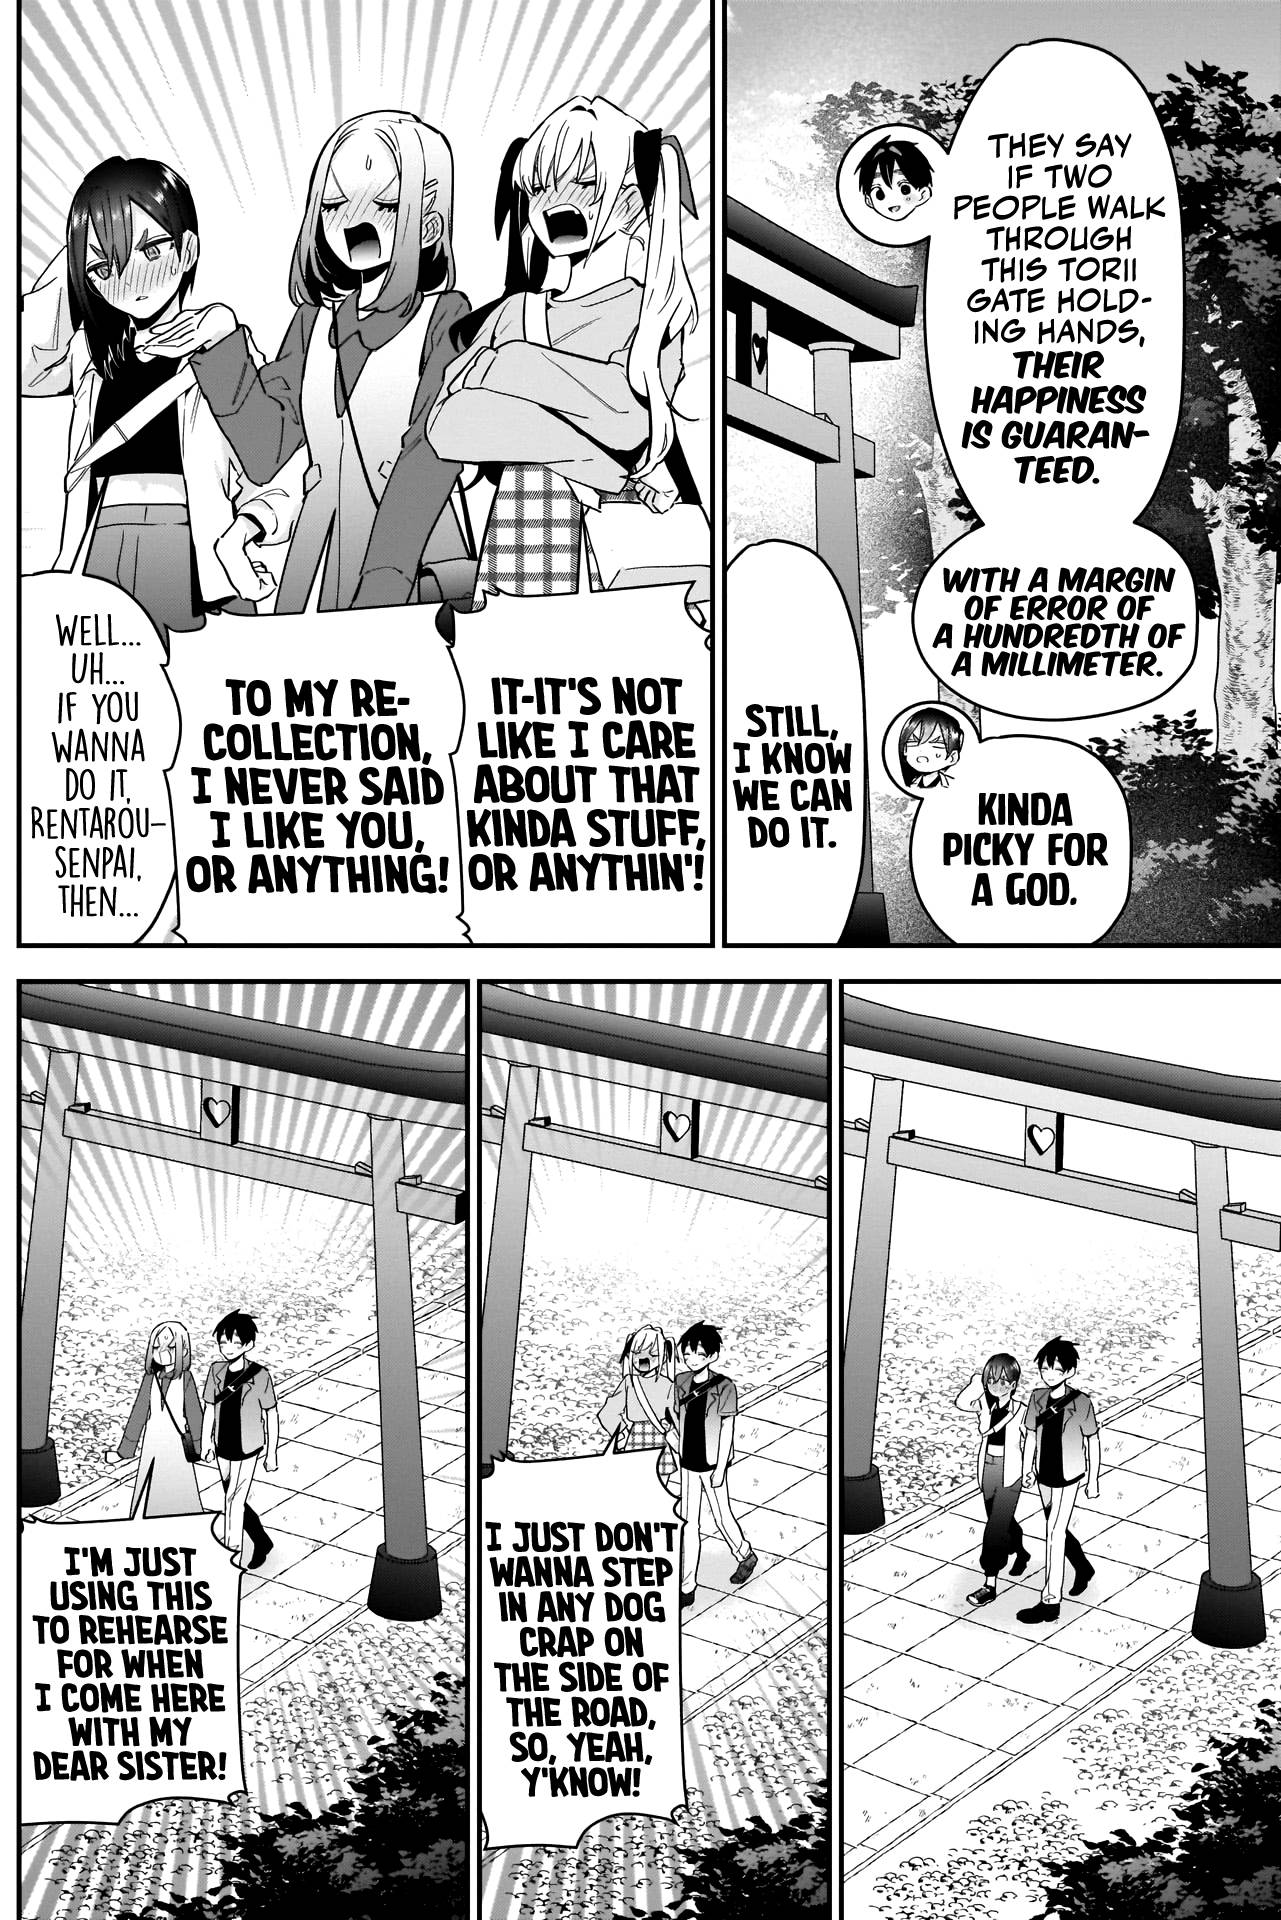 THEY SAY
IF TWO
PEOPLE WALK
THROUGH
THIS TORII
GATE HOLD-
ING HANDS,
THEIR
HAPPINESS
IS GUARAN-
TEED.
WITH A MARGIN
OF ERROR OF
A HUNDREDTH OF
A MILLIMETER.
KINDA
PICKY FOR
A GOD.
STILL,
I KNOW
WE CAN
DO IT.
IT-IT'S NOT
LIKE I CARE
ABOUT THAT
KINDA STUFF,
OR ANYTHIN'!
TO MY RE-
COLLECTION,
I NEVER SAID
I LIKE YOU,
OR ANYTHING!
WELL...
UH...
IF YOU
WANNA
DO IT,
RENTAROU-
SENPAI,
THEN...
I JUST DON'T
WANNA STEP
IN ANY DOG
CRAP ON
THE SIDE OF
THE ROAD,
SO, YEAH,
Y'KNOW!
I'M JUST
USING THIS
TO REHEARSE
FOR WHEN
I COME HERE
WITH MY
DEAR SISTER!